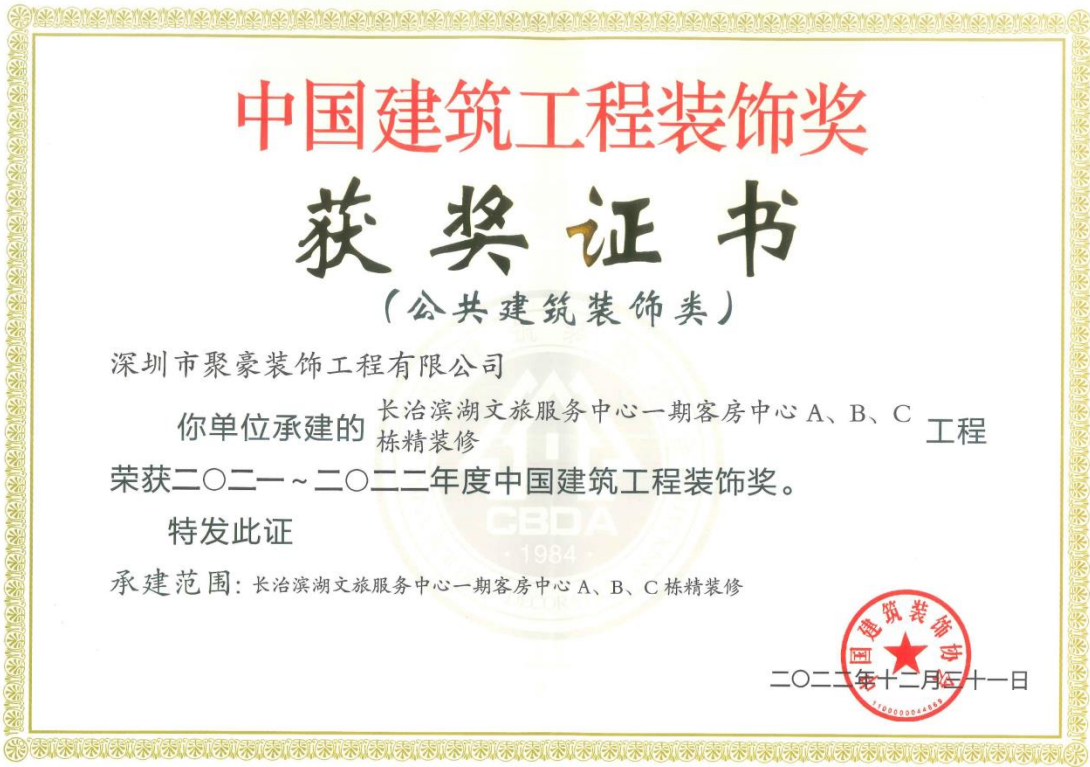 中国建筑工程装饰奖
获奖证书
(公共建筑装饰类)
深圳市聚豪装饰工程有限公司
你单位承建的 长治滨湖文旅服务中心一期客房中心 A、B、C 栋精装修 工程
荣获二〇二一~二〇二二年度中国建筑工程装饰奖。
特发此证
承建范围: 长治滨湖文旅服务中心一期客房中心 A、B、C 栋精装修
中国建筑装饰协会
二〇二二年十二月三十一日
CBDA
·1984·